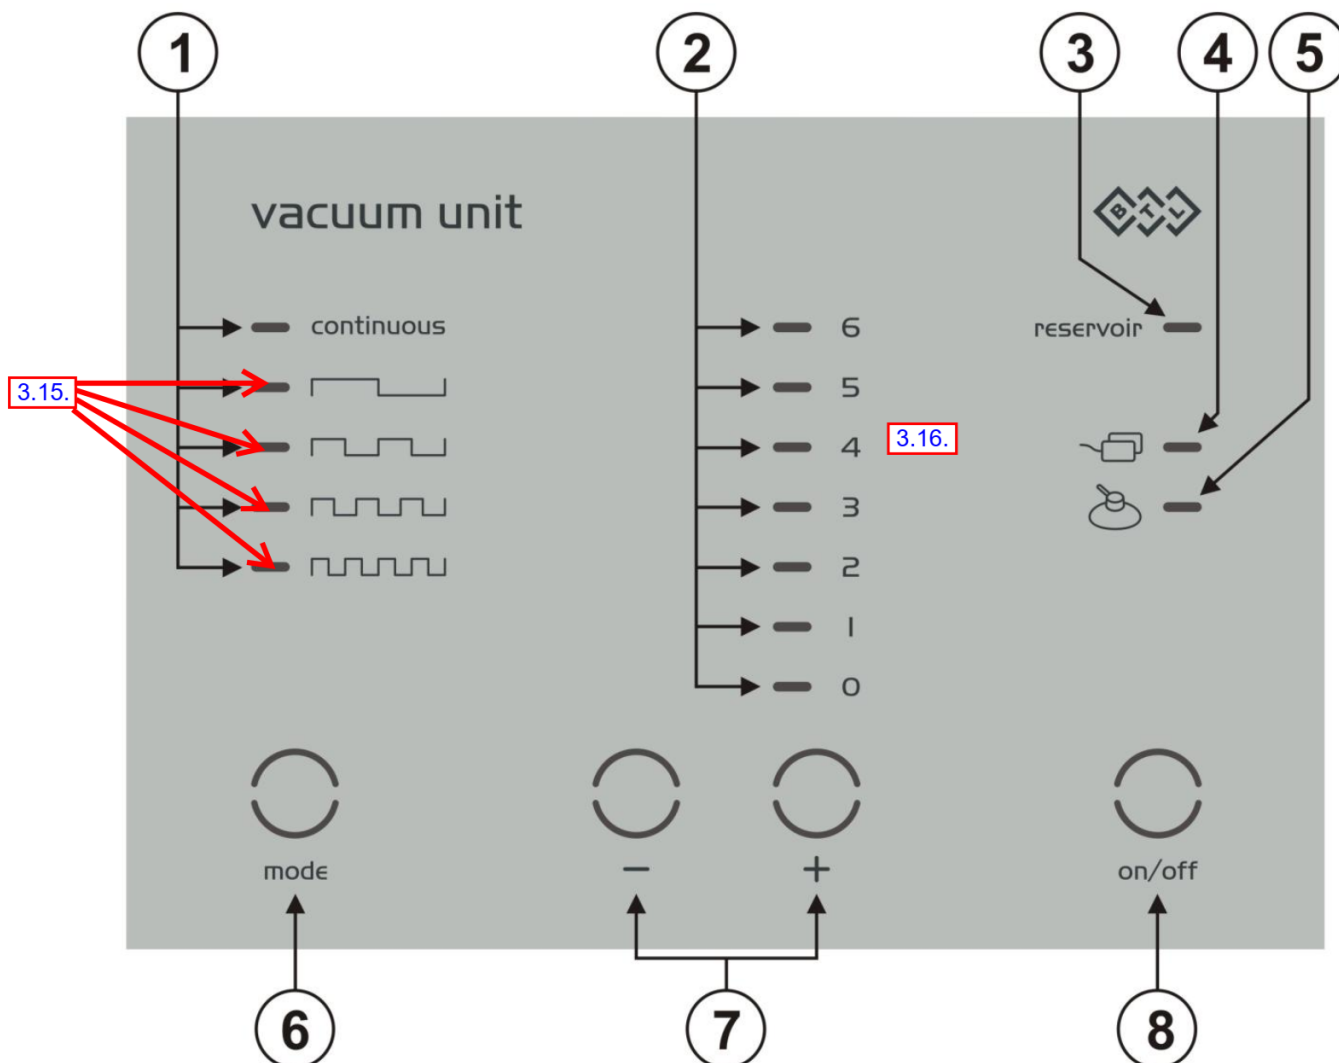 1 2 3 4 5
vacuum unit BTL
continuous 6 reservoir
3.15. 5
4 3.16.
3
2
1
0
mode − + on/off
6 7 8